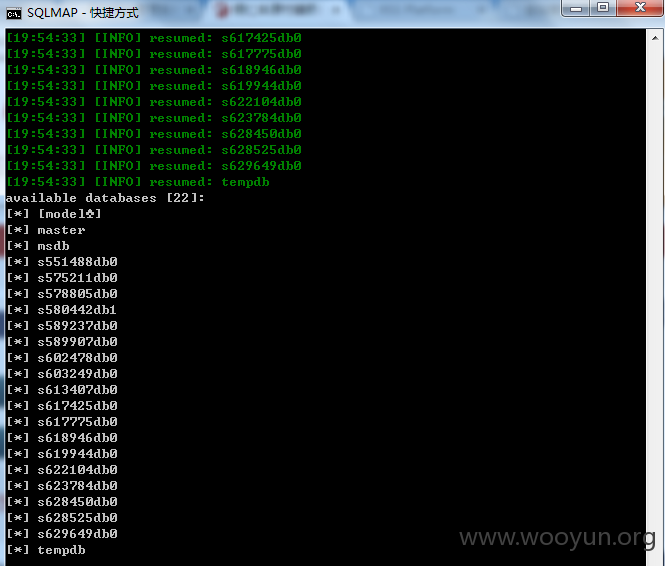 SQLMAP - 快捷方式
[19:54:33] [INFO] resumed: s617425db0
[19:54:33] [INFO] resumed: s617775db0
[19:54:33] [INFO] resumed: s618946db0
[19:54:33] [INFO] resumed: s619944db0
[19:54:33] [INFO] resumed: s622104db0
[19:54:33] [INFO] resumed: s623784db0
[19:54:33] [INFO] resumed: s628450db0
[19:54:33] [INFO] resumed: s628525db0
[19:54:33] [INFO] resumed: s629649db0
[19:54:33] [INFO] resumed: tempdb
available databases [22]:
[*] [model♣]
[*] master
[*] msdb
[*] s551488db0
[*] s575211db0
[*] s578805db0
[*] s580442db1
[*] s589237db0
[*] s589907db0
[*] s602478db0
[*] s603249db0
[*] s613407db0
[*] s617425db0
[*] s617775db0
[*] s618946db0
[*] s619944db0
[*] s622104db0
[*] s623784db0
[*] s628450db0
[*] s628525db0
[*] s629649db0
[*] tempdb
www.wooyun.org